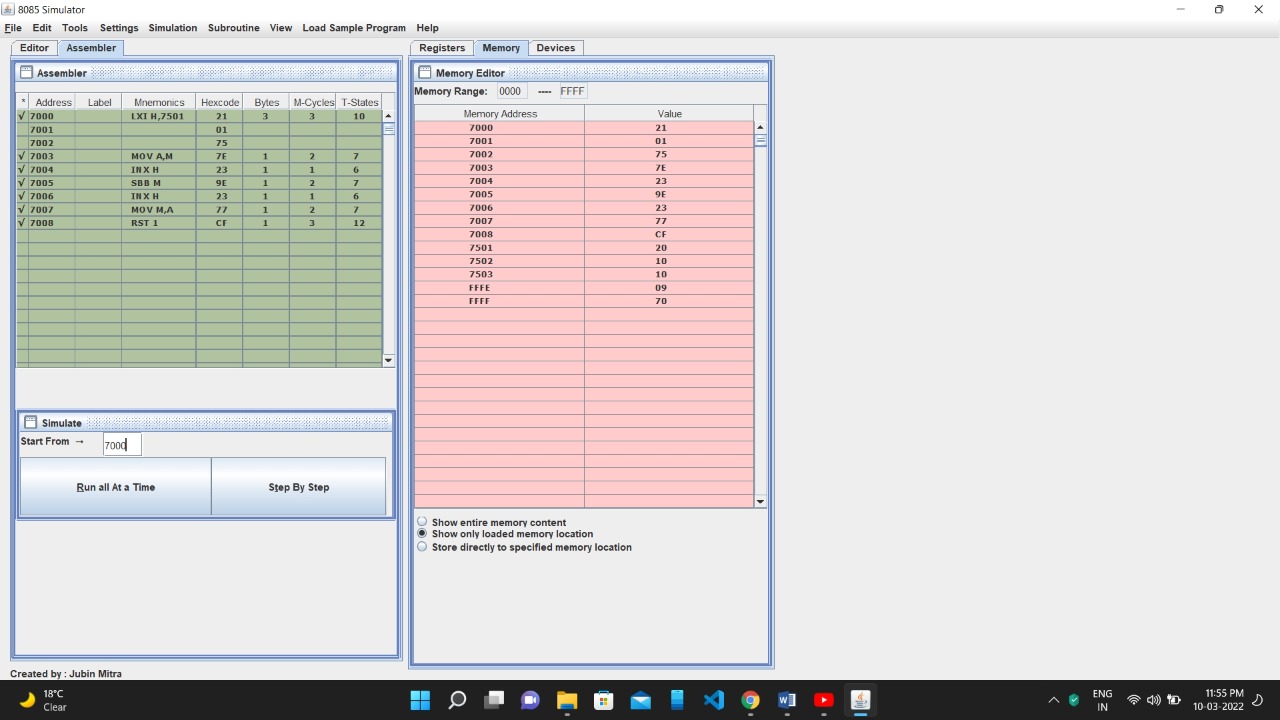 8085 Simulator
File Edit Tools Settings Simulation Subroutine View Load Sample Program Help
Editor Assembler
Assembler
* Address Label Mnemonics Hexcode Bytes M-Cycles T-States
√ 7000 LXI H,7501 21 3 3 10
7001 01
7002 75
√ 7003 MOV A,M 7E 1 2 7
√ 7004 INX H 23 1 1 6
√ 7005 SBB M 9E 1 2 7
√ 7006 INX H 23 1 1 6
√ 7007 MOV M,A 77 1 2 7
√ 7008 RST 1 CF 1 3 12
Simulate
Start From → 7000
Run all At a Time Step By Step
Created by : Jubin Mitra
Registers Memory Devices
Memory Editor
Memory Range: 0000 ---- FFFF
Memory Address Value
7000 21
7001 01
7002 75
7003 7E
7004 23
7005 9E
7006 23
7007 77
7008 CF
7501 20
7502 10
7503 10
FFFE 09
FFFF 70
Show entire memory content
Show only loaded memory location
Store directly to specified memory location
18°C
Clear
ENG
IN
11:55 PM
10-03-2022